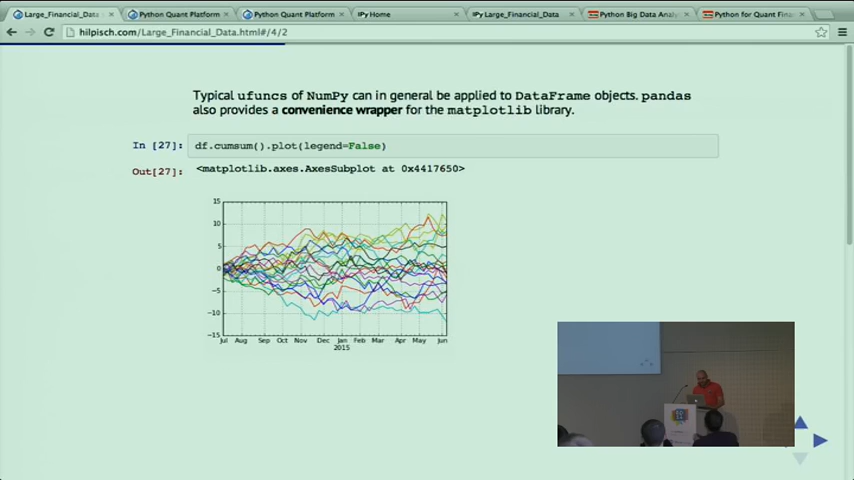 Large_Financial_Data
Python Quant Platform
Python Quant Platform
IPy Home
IPy Large_Financial_Data
Python Big Data Analy
Python for Quant Finan
hilpisch.com/Large_Financial_Data.html#/4/2
Typical ufuncs of NumPy can in general be applied to DataFrame objects. pandas
also provides a convenience wrapper for the matplotlib library.
In [27]: df.cumsum().plot(legend=False)
Out[27]: <matplotlib.axes.AxesSubplot at 0x4417650>
15
10
5
0
−5
−10
−15
Jul Aug Sep Oct Nov Dec Jan Feb Mar Apr May Jun
2015